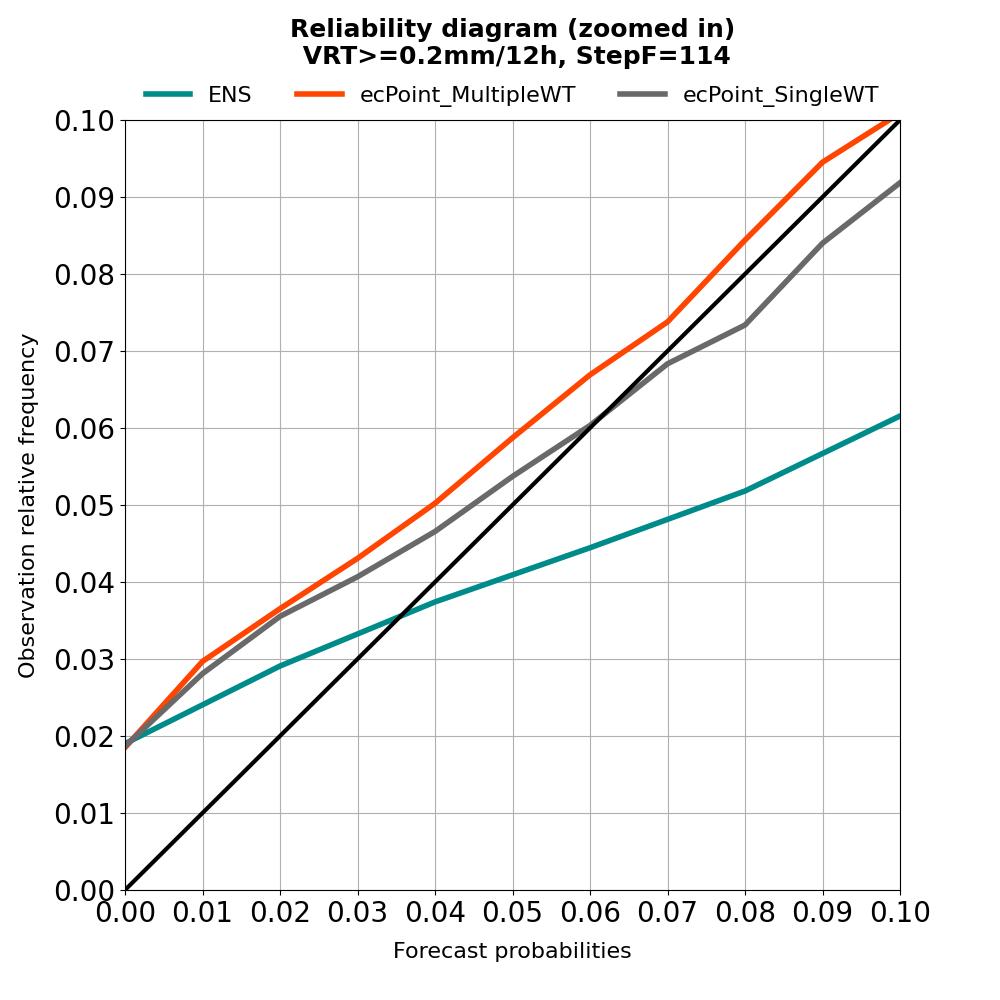 Reliability diagram (zoomed in)
VRT>=0.2mm/12h, StepF=114
ENS ecPoint_MultipleWT ecPoint_SingleWT
0.10
0.09
0.08
0.07
0.06
0.05
0.04
0.03
0.02
0.01
0.00
Observation relative frequency
0.00 0.01 0.02 0.03 0.04 0.05 0.06 0.07 0.08 0.09 0.10
Forecast probabilities